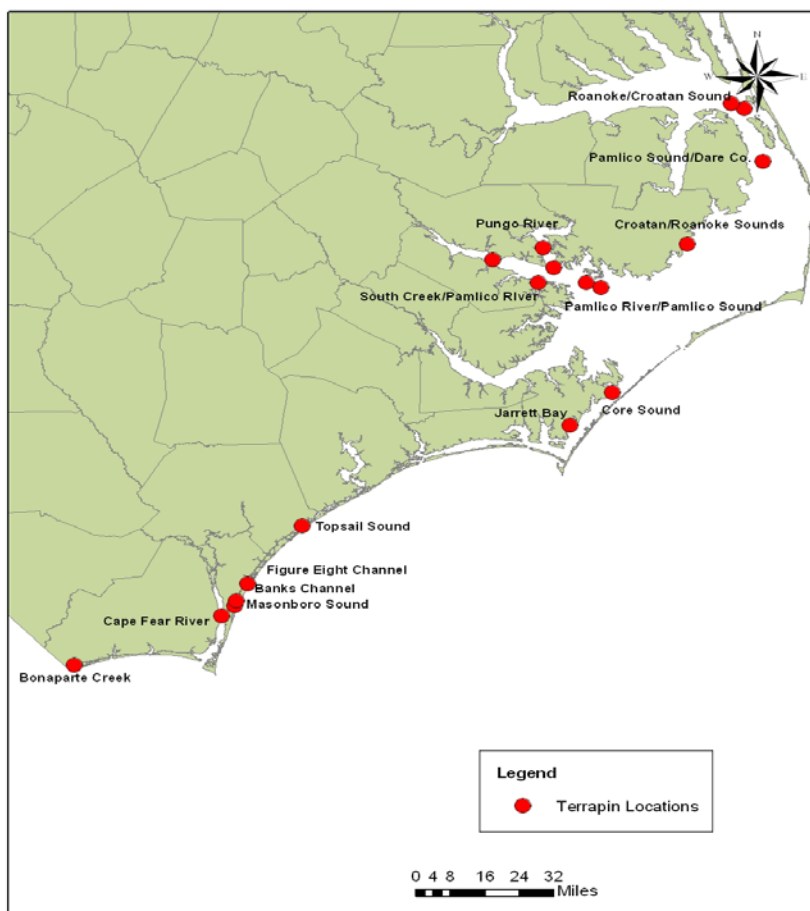 N
W
E
Roanoke/Croatan Sound
Pamlico Sound/Dare Co.
Pungo River
Croatan/Roanoke Sounds
South Creek/Pamlico River
Pamlico River/Pamlico Sound
Jarrett Bay
Core Sound
Topsail Sound
Figure Eight Channel
Banks Channel
Masonboro Sound
Cape Fear River
Bonaparte Creek
Legend
Terrapin Locations
0 4 8 16 24 32
Miles